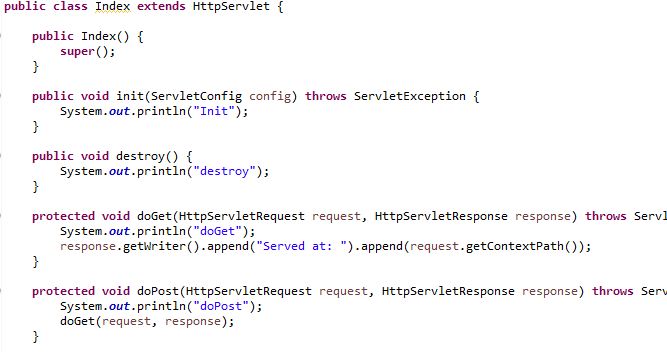 public class Index extends HttpServlet {
public Index() {
super();
}
public void init(ServletConfig config) throws ServletException {
System.out.println("Init");
}
public void destroy() {
System.out.println("destroy");
}
protected void doGet(HttpServletRequest request, HttpServletResponse response) throws Servl
System.out.println("doGet");
response.getWriter().append("Served at: ").append(request.getContextPath());
}
protected void doPost(HttpServletRequest request, HttpServletResponse response) throws Serv
System.out.println("doPost");
doGet(request, response);
}